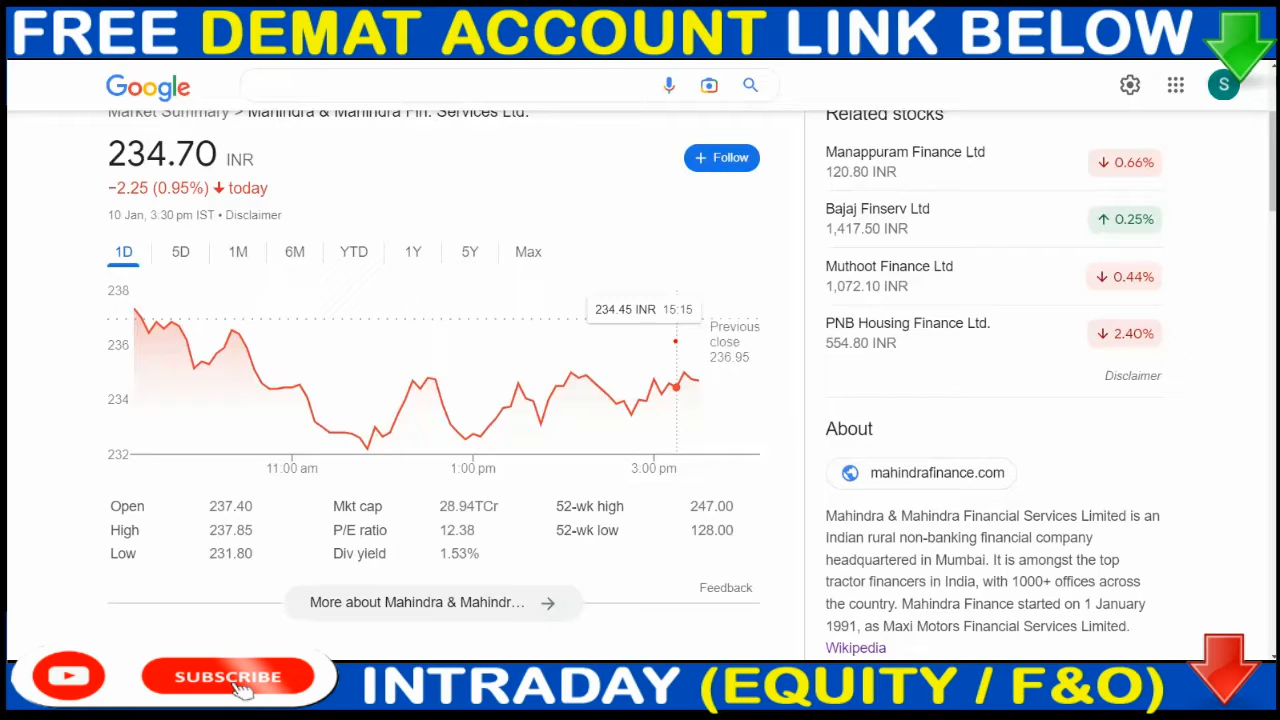 FREE DEMAT ACCOUNT LINK BELOW
Google
S
Market Summary > Mahindra & Mahindra Fin. Services Ltd.
234.70 INR
+ Follow
−2.25 (0.95%) ↓ today
10 Jan, 3:30 pm IST • Disclaimer
1D 5D 1M 6M YTD 1Y 5Y Max
238
236
234
232
234.45 INR 15:15
Previous
close
236.95
11:00 am 1:00 pm 3:00 pm
Open 237.40 Mkt cap 28.94TCr 52-wk high 247.00
High 237.85 P/E ratio 12.38 52-wk low 128.00
Low 231.80 Div yield 1.53%
Feedback
More about Mahindra & Mahindr... →
Related stocks
Manappuram Finance Ltd
120.80 INR
↓ 0.66%
Bajaj Finserv Ltd
1,417.50 INR
↑ 0.25%
Muthoot Finance Ltd
1,072.10 INR
↓ 0.44%
PNB Housing Finance Ltd.
554.80 INR
↓ 2.40%
Disclaimer
About
mahindrafinance.com
Mahindra & Mahindra Financial Services Limited is an
Indian rural non-banking financial company
headquartered in Mumbai. It is amongst the top
tractor financers in India, with 1000+ offices across
the country. Mahindra Finance started on 1 January
1991, as Maxi Motors Financial Services Limited.
Wikipedia
SUBSCRIBE
INTRADAY (EQUITY / F&O)